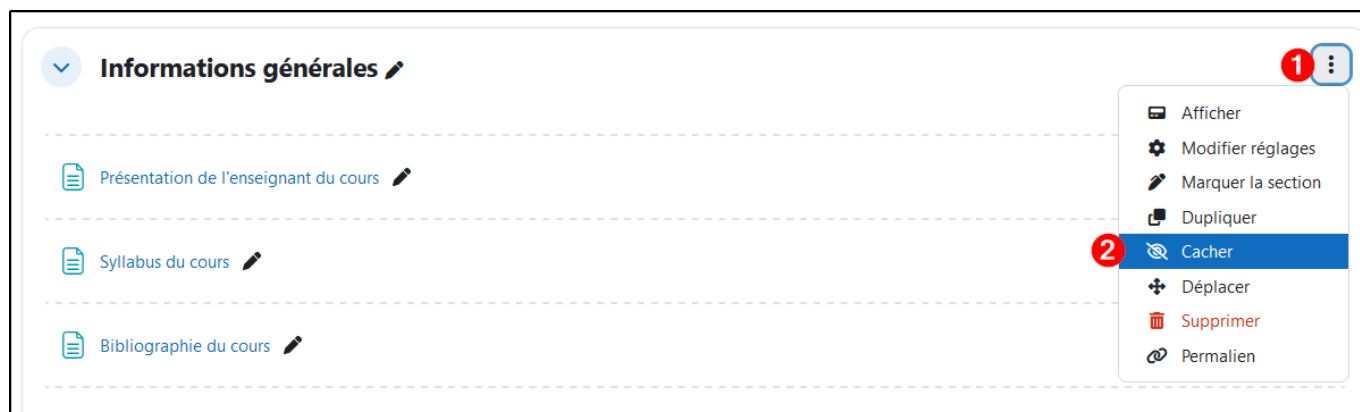 Informations générales
1
Afficher
Modifier réglages
Présentation de l'enseignant du cours
Marquer la section
Dupliquer
2 Cacher
Syllabus du cours
Déplacer
Supprimer
Bibliographie du cours
Permalien